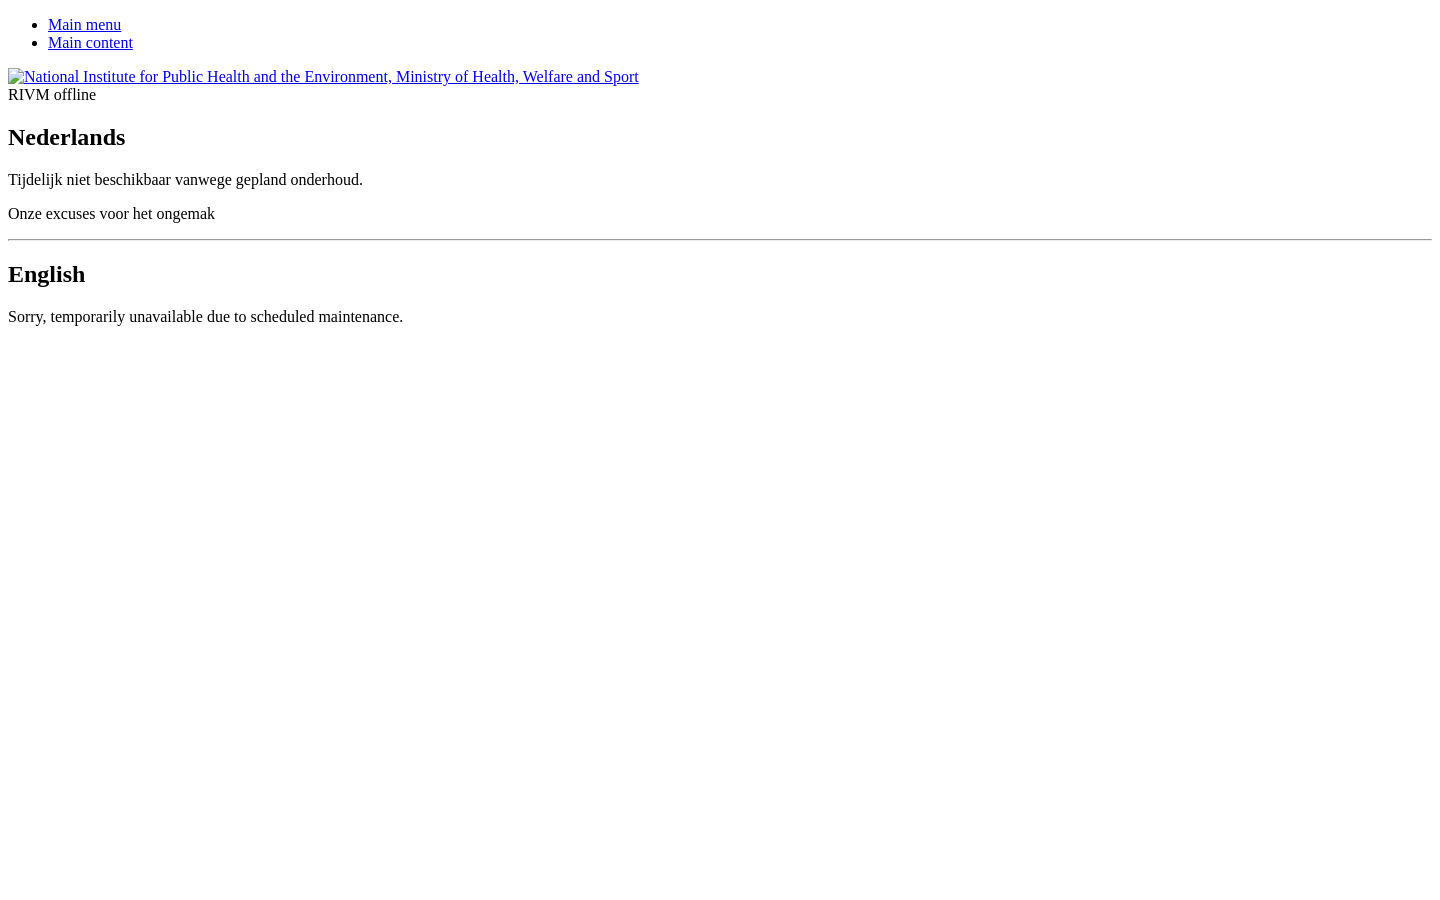 Main menu
Main content
National Institute for Public Health and the Environment, Ministry of Health, Welfare and Sport
RIVM offline
Nederlands
Tijdelijk niet beschikbaar vanwege gepland onderhoud.
Onze excuses voor het ongemak
English
Sorry, temporarily unavailable due to scheduled maintenance.